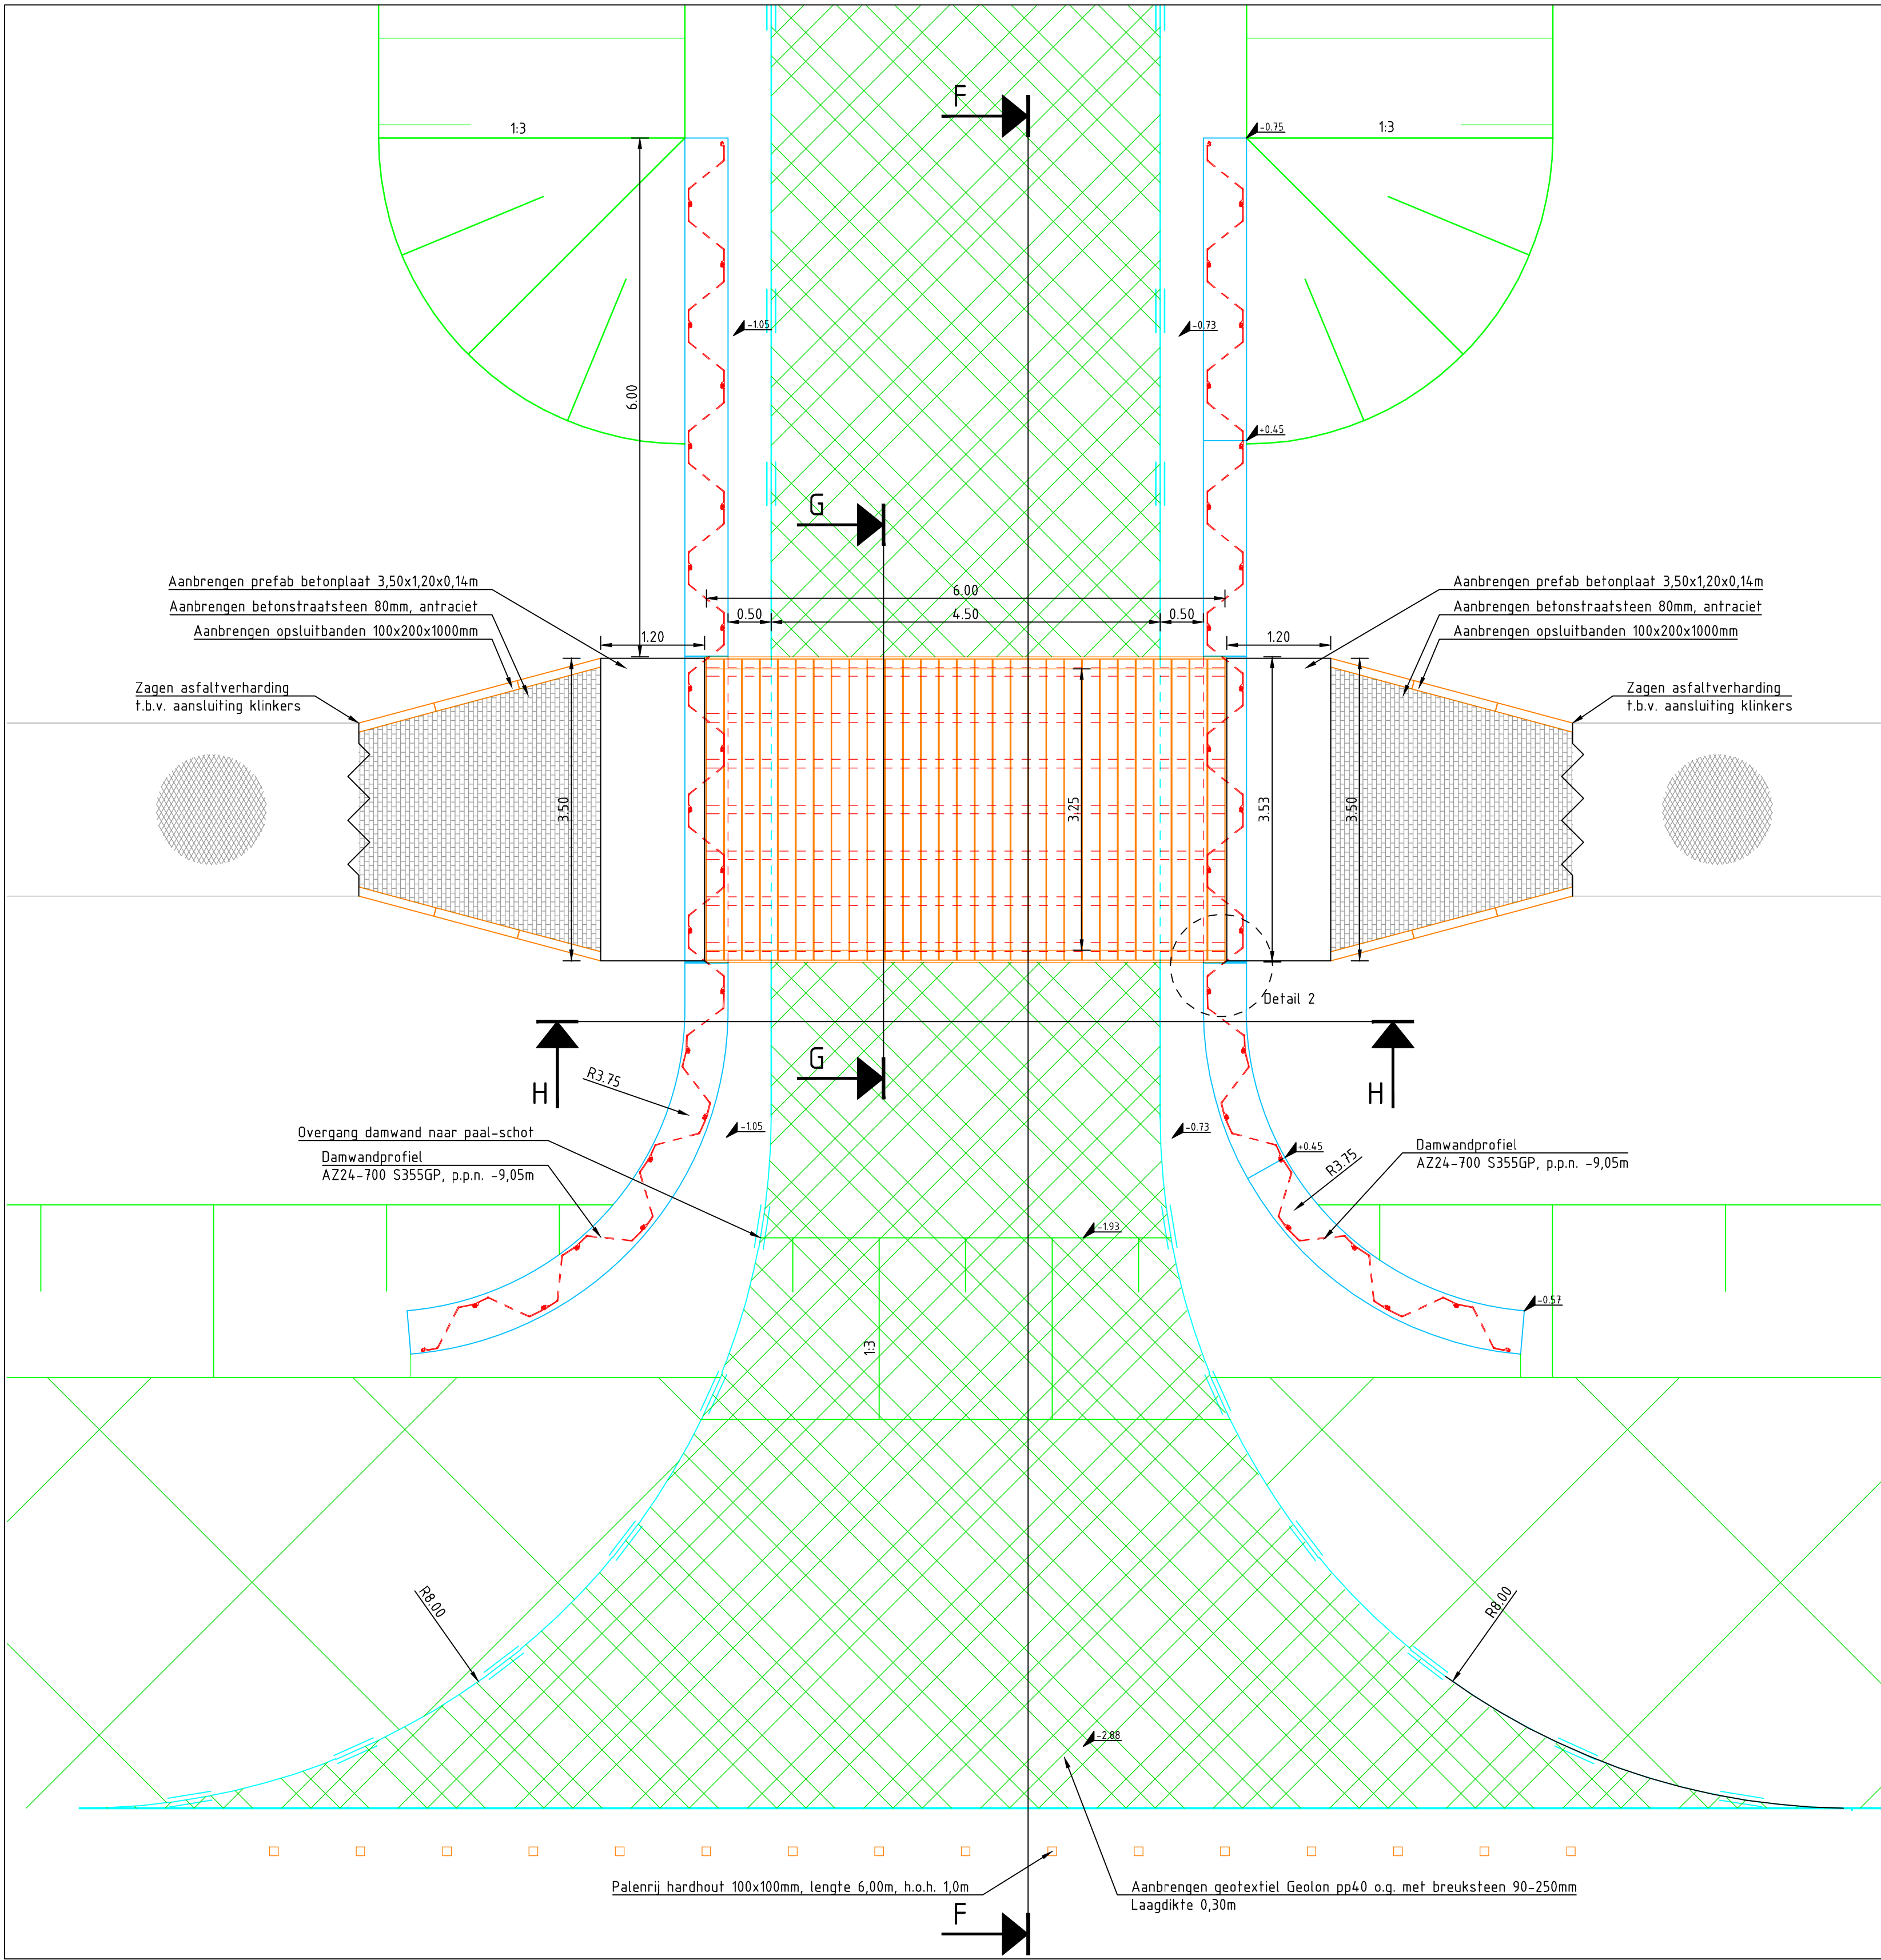 F
1:3
-0.75
1:3
-1.05
-0.73
6.00
+0.45
G
Aanbrengen prefab betonplaat 3,50x1,20x0,14m
Aanbrengen betonstraatsteen 80mm, antraciet
Aanbrengen opsluitbanden 100x200x1000mm
6.00
0.50
4.50
0.50
1.20
1.20
Aanbrengen prefab betonplaat 3,50x1,20x0,14m
Aanbrengen betonstraatsteen 80mm, antraciet
Aanbrengen opsluitbanden 100x200x1000mm
Zagen asfaltverharding
t.b.v. aansluiting klinkers
Zagen asfaltverharding
t.b.v. aansluiting klinkers
3.50
3.25
3.53
3.50
Detail 2
G
H
H
R3.75
-1.05
-0.73
Overgang damwand naar paal-schot
Damwandprofiel
AZ24-700 S355GP, p.p.n. -9,05m
+0.45
R3.75
Damwandprofiel
AZ24-700 S355GP, p.p.n. -9,05m
-1.93
-0.57
1:3
R8.00
R8.00
-2.88
Palenrij hardhout 100x100mm, lengte 6,00m, h.o.h. 1,0m
Aanbrengen geotextiel Geolon pp40 o.g. met breuksteen 90-250mm
Laagdikte 0,30m
F